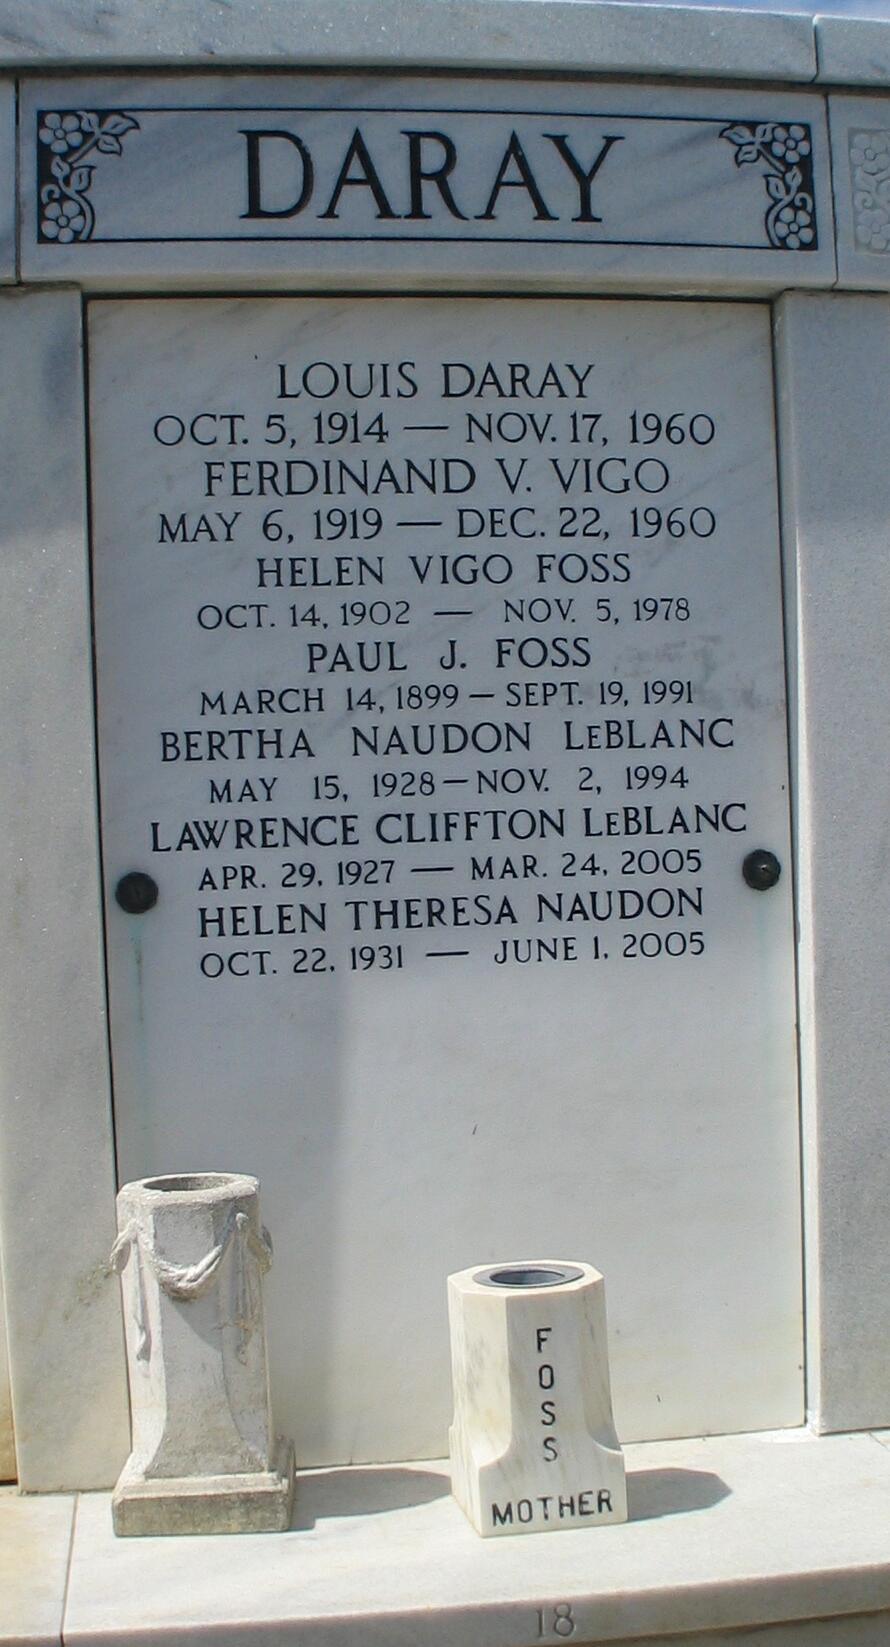 DARAY
LOUIS DARAY
OCT. 5, 1914 — NOV. 17, 1960
FERDINAND V. VIGO
MAY 6, 1919 — DEC. 22, 1960
HELEN VIGO FOSS
OCT. 14, 1902 — NOV. 5, 1978
PAUL J. FOSS
MARCH 14, 1899 — SEPT. 19, 1991
BERTHA NAUDON LEBLANC
MAY 15, 1928 — NOV. 2, 1994
LAWRENCE CLIFFTON LEBLANC
APR. 29, 1927 — MAR. 24, 2005
HELEN THERESA NAUDON
OCT. 22, 1931 — JUNE 1, 2005
FOSS
MOTHER
18